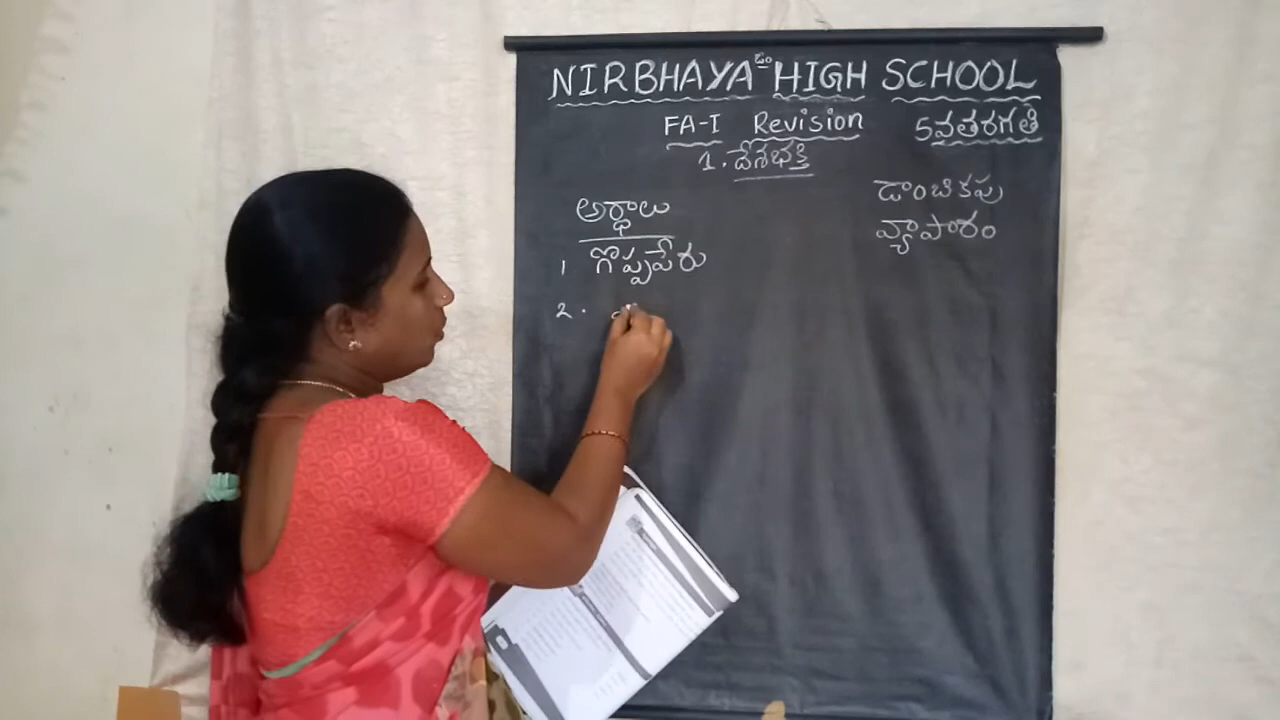 NIRBHAYA HIGH SCHOOL
FA-I Revision
5వతరగతి
1. దేశభక్తి
అర్థాలు
1 గొప్పపేరు
2.
డాంబికపు
వ్యాపారం